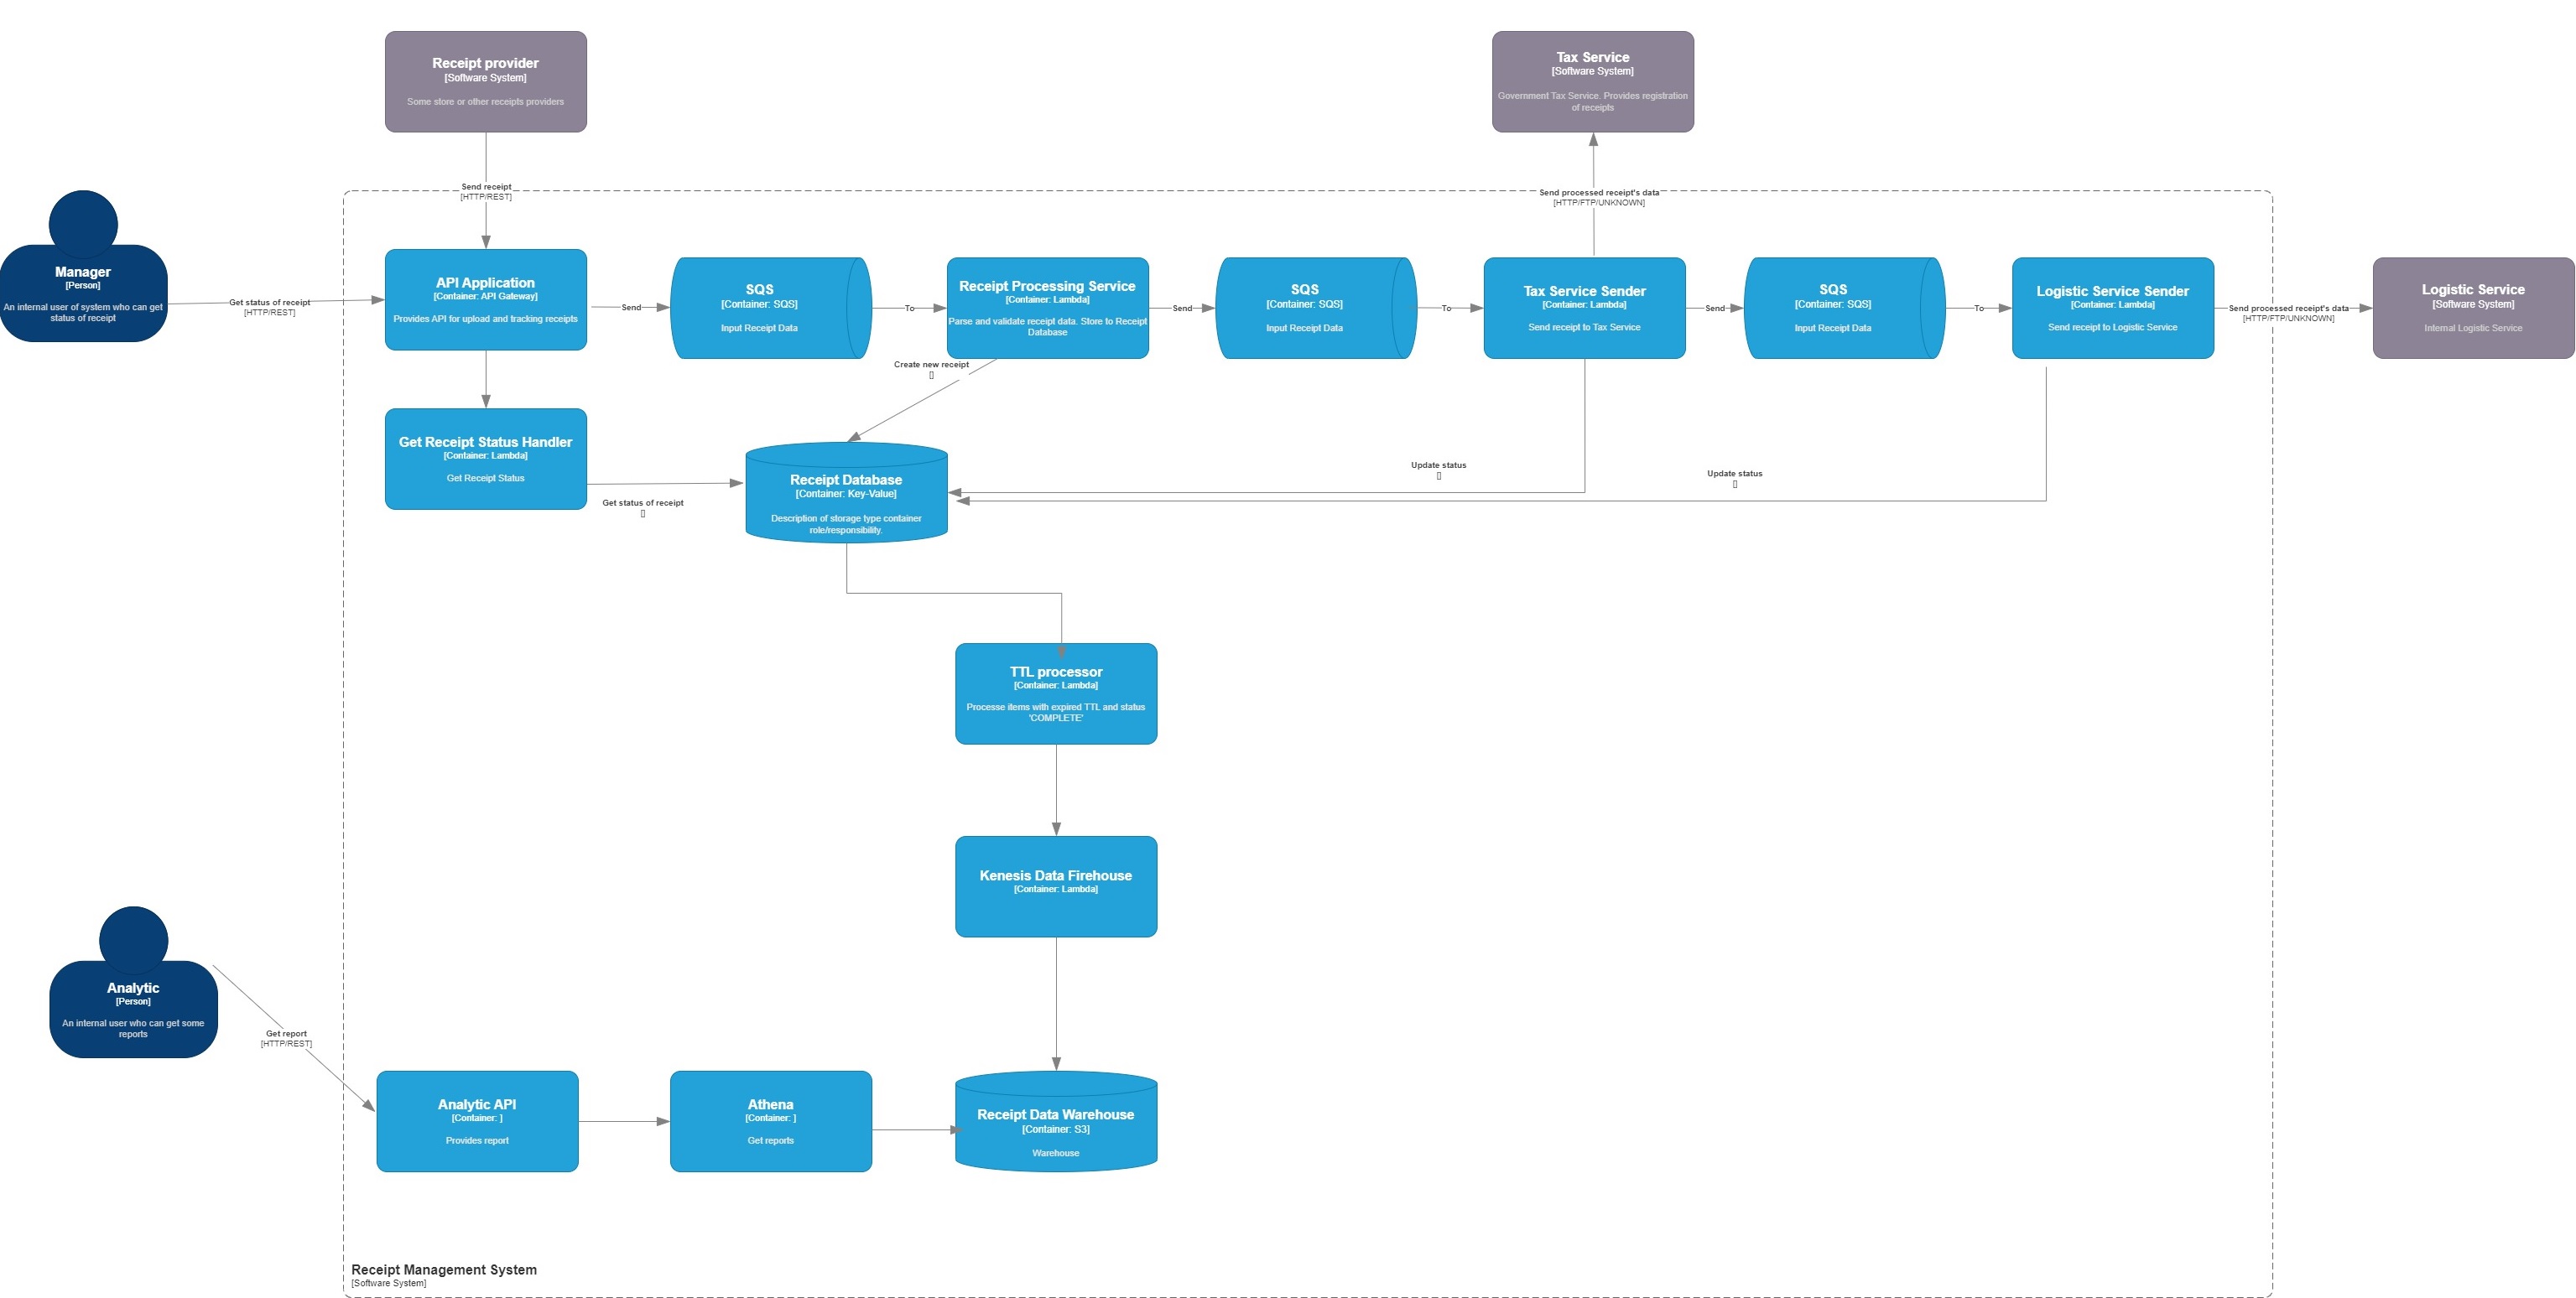 Receipt provider
[Software System]
Some store or other receipts providers
Tax Service
[Software System]
Government Tax Service. Provides registration
of receipts
Send receipt
[HTTP/REST]
Send processed receipt's data
[HTTP/FTP/UNKNOWN]
Manager
[Person]
An internal user of system who can get
status of receipt
Get status of receipt
[HTTP/REST]
API Application
[Container: API Gateway]
Provides API for upload and tracking receipts
Send
SQS
[Container: SQS]
Input Receipt Data
To
Receipt Processing Service
[Container: Lambda]
Parse and validate receipt data. Store to Receipt
Database
Send
SQS
[Container: SQS]
Input Receipt Data
To
Tax Service Sender
[Container: Lambda]
Send receipt to Tax Service
Send
SQS
[Container: SQS]
Input Receipt Data
To
Logistic Service Sender
[Container: Lambda]
Send receipt to Logistic Service
Send processed receipt's data
[HTTP/FTP/UNKNOWN]
Logistic Service
[Software System]
Internal Logistic Service
Create new receipt
[]
Get Receipt Status Handler
[Container: Lambda]
Get Receipt Status
Get status of receipt
[]
Receipt Database
[Container: Key-Value]
Description of storage type container
role/responsibility.
Update status
[]
Update status
[]
TTL processor
[Container: Lambda]
Processe items with expired TTL and status
'COMPLETE'
Kenesis Data Firehouse
[Container: Lambda]
Analytic
[Person]
An internal user who can get some
reports
Get report
[HTTP/REST]
Analytic API
[Container: ]
Provides report
Athena
[Container: ]
Get reports
Receipt Data Warehouse
[Container: S3]
Warehouse
Receipt Management System
[Software System]